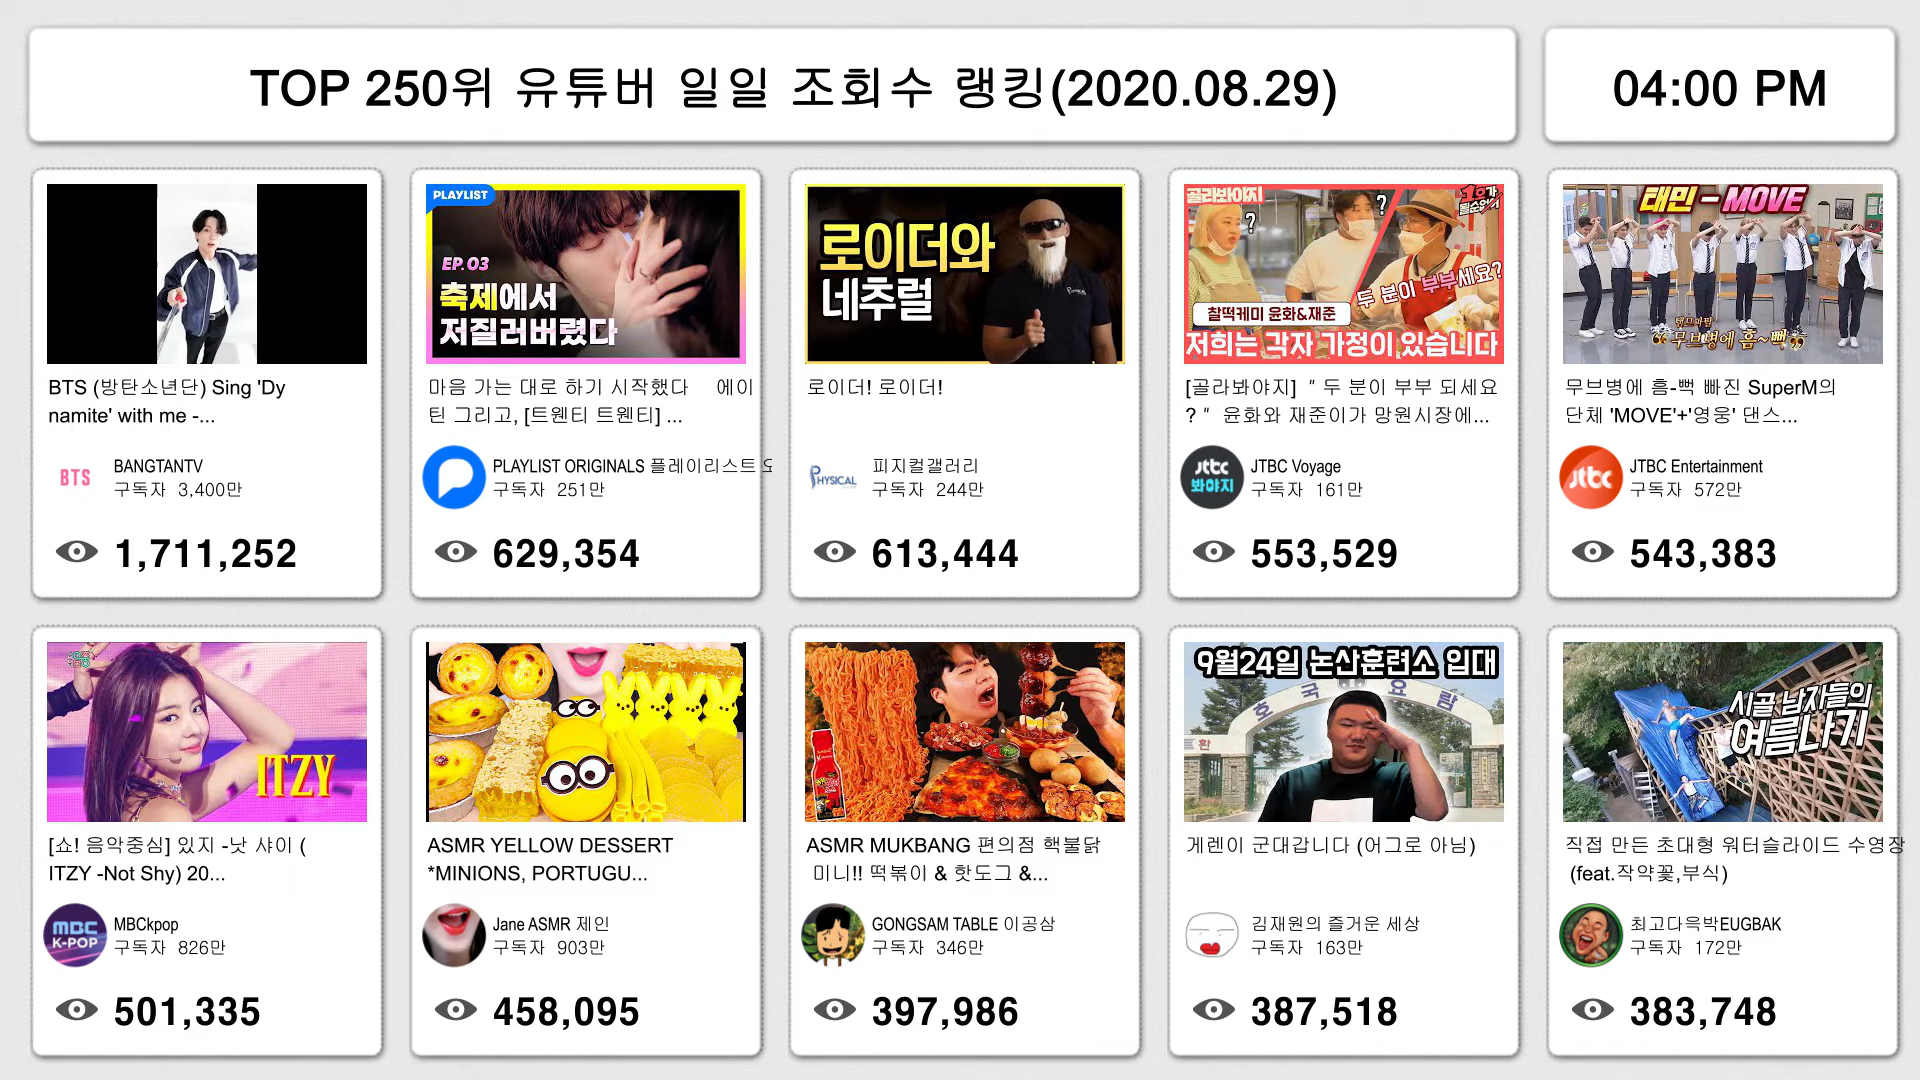 TOP 250위 유튜버 일일 조회수 랭킹(2020.08.29)
04:00 PM
BTS (방탄소년단) Sing 'Dy
namite' with me -...
BTS
BANGTANTV
구독자 3,400만
1,711,252
PLAYLIST
EP.03
축제에서
저질러버렸다
마음 가는 대로 하기 시작했다 에이
틴 그리고, [트웬티 트웬티] ...
PLAYLIST ORIGINALS 플레이리스트
구독자 251만
629,354
로이더와
네추럴
로이더! 로이더!
PHYSICAL
피지컬갤러리
구독자 244만
613,444
골라봐야지
?
?
두 분이 부부세요?
찰떡케미 윤화&재준
저희는 각자 가정이 있습니다
[골라봐야지] " 두 분이 부부 되세요
? " 윤화와 재준이가 망원시장에...
jtbc
봐야지
JTBC Voyage
구독자 161만
553,529
태민 - MOVE
무브병에 흠~뻑
무브병에 흠-뻑 빠진 SuperM의
단체 'MOVE'+'영웅' 댄스...
jtbc
JTBC Entertainment
구독자 572만
543,383
ITZY
[쇼! 음악중심] 있지 -낫 샤이 (
ITZY -Not Shy) 20...
MBC
K-POP
MBCkpop
구독자 826만
501,335
ASMR YELLOW DESSERT
*MINIONS, PORTUGU...
Jane ASMR 제인
구독자 903만
458,095
ASMR MUKBANG 편의점 핵불닭
미니!! 떡볶이 & 핫도그 &...
GONGSAM TABLE 이공삼
구독자 346만
397,986
9월24일 논산훈련소 입대
호 국 요 람
환
게렌이 군대갑니다 (어그로 아님)
김재원의 즐거운 세상
구독자 163만
387,518
시골 남자들의
여름나기
직접 만든 초대형 워터슬라이드 수영장
(feat.작약꽃,부식)
최고다윽박EUGBAK
구독자 172만
383,748